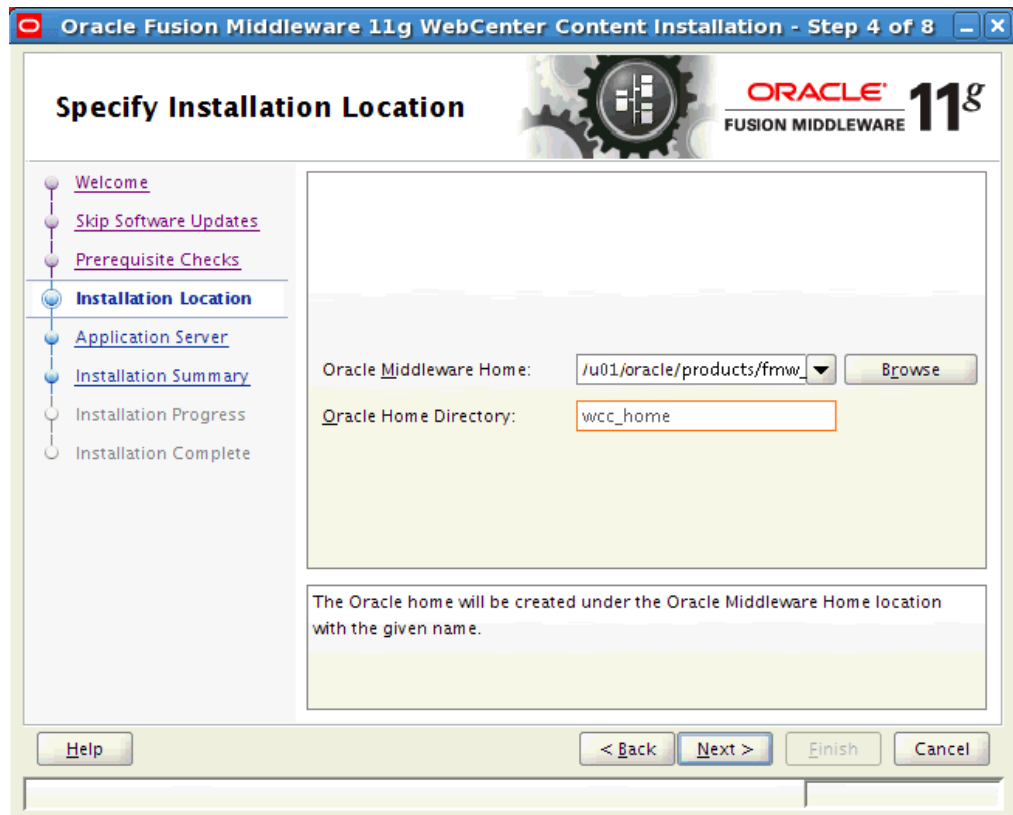 Oracle Fusion Middleware 11g WebCenter Content Installation - Step 4 of 8
Specify Installation Location
ORACLE
FUSION MIDDLEWARE
11g
Welcome
Skip Software Updates
Prerequisite Checks
Installation Location
Application Server
Installation Summary
Installation Progress
Installation Complete
Oracle Middleware Home:
/u01/oracle/products/fmw_
Browse
Oracle Home Directory:
wcc_home
The Oracle home will be created under the Oracle Middleware Home location
with the given name.
Help
< Back
Next >
Finish
Cancel